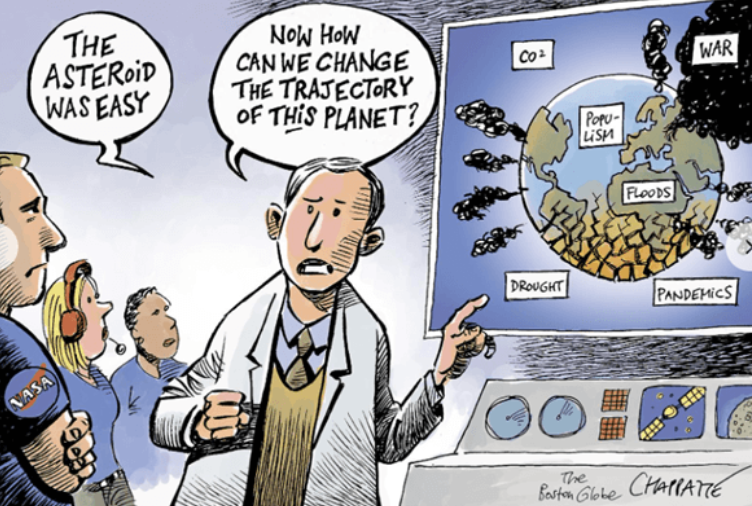 THE
ASTEROID
WAS EASY
NOW HOW
CAN WE CHANGE
THE TRAJECTORY
OF THIS PLANET?
CO²
WAR
POPU-
LISM
FLOODS
DROUGHT
PANDEMICS
NASA
The
Boston Globe
CHAPPATTE